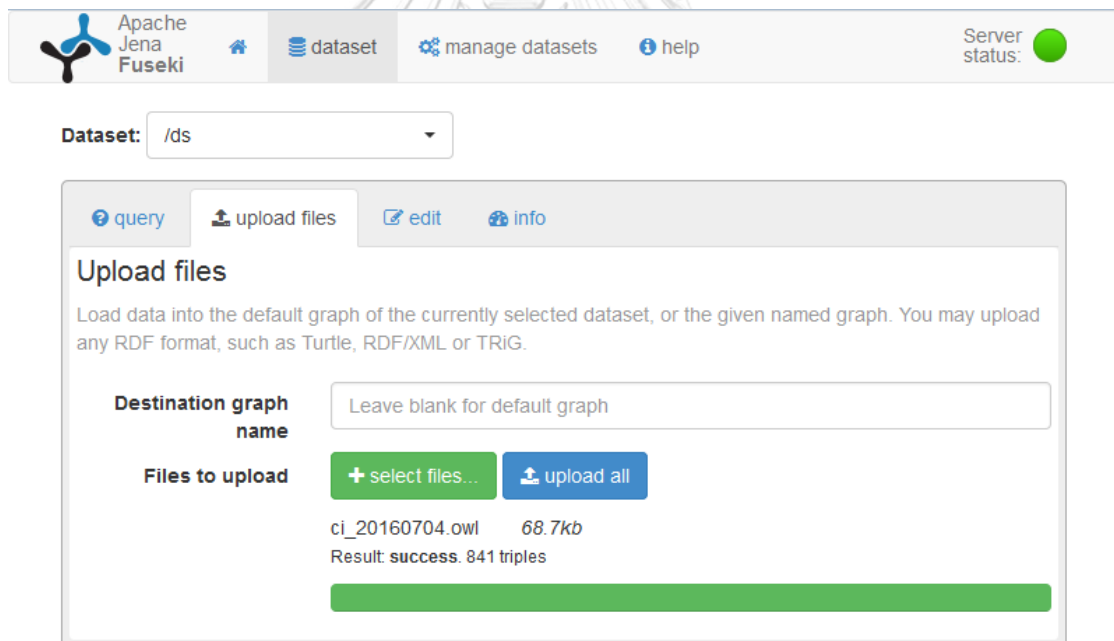 Apache
Jena
Fuseki
dataset
manage datasets
help
Server
status:
Dataset:
/ds
query
upload files
edit
info
Upload files
Load data into the default graph of the currently selected dataset, or the given named graph. You may upload
any RDF format, such as Turtle, RDF/XML or TRiG.
Destination graph
name
Leave blank for default graph
Files to upload
select files...
upload all
ci_20160704.owl 68.7kb
Result: success. 841 triples